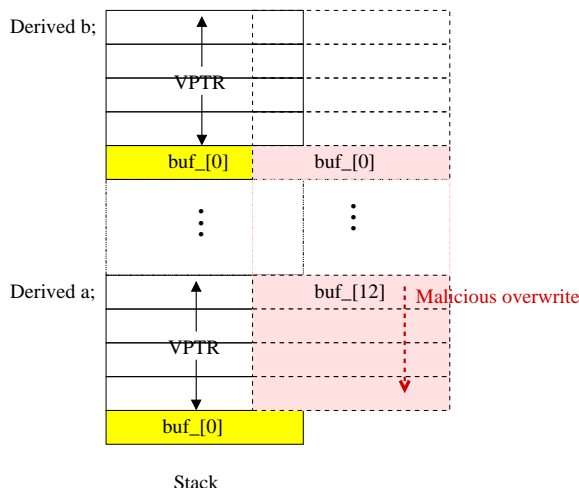 Derived b;
VPTR
buf_[0] buf_[0]
Derived a;
buf_[12]
Malicious overwrite
VPTR
buf_[0]
Stack